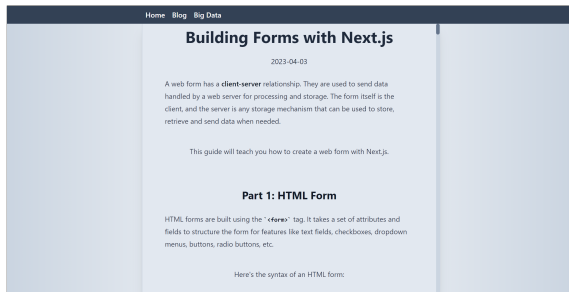 Home Blog Big Data
Building Forms with Next.js
2023-04-03
A web form has a client-server relationship. They are used to send data
handled by a web server for processing and storage. The form itself is the
client, and the server is any storage mechanism that can be used to store,
retrieve and send data when needed.
This guide will teach you how to create a web form with Next.js.
Part 1: HTML Form
HTML forms are built using the `<form>` tag. It takes a set of attributes and
fields to structure the form for features like text fields, checkboxes, dropdown
menus, buttons, radio buttons, etc.
Here's the syntax of an HTML form: